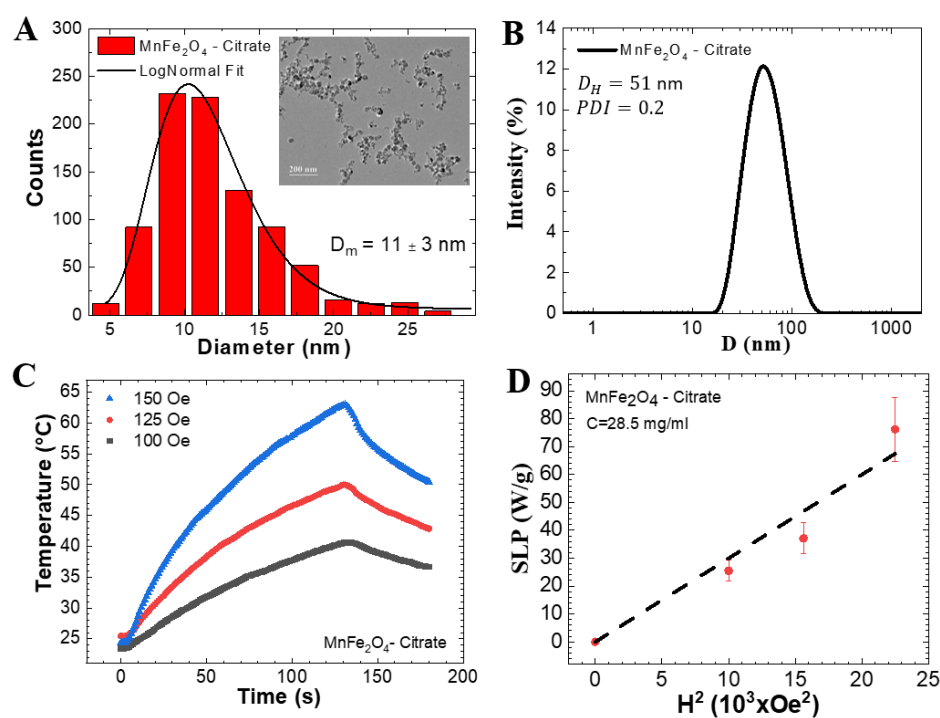 A
MnFe₂O₄ - Citrate
LogNormal Fit
200 nm
Dₘ = 11 ± 3 nm
300
250
200
150
100
50
0
Counts
5 10 15 20 25
Diameter (nm)
B
MnFe₂O₄ - Citrate
D_H = 51 nm
PDI = 0.2
14
12
10
8
6
4
2
0
Intensity (%)
1 10 100 1000
D (nm)
C
150 Oe
125 Oe
100 Oe
65
60
55
50
45
40
35
30
25
Temperature (°C)
MnFe₂O₄- Citrate
0 50 100 150 200
Time (s)
D
MnFe₂O₄ - Citrate
C=28.5 mg/ml
90
80
70
60
50
40
30
20
10
0
SLP (W/g)
0 5 10 15 20 25
H² (10³xOe²)